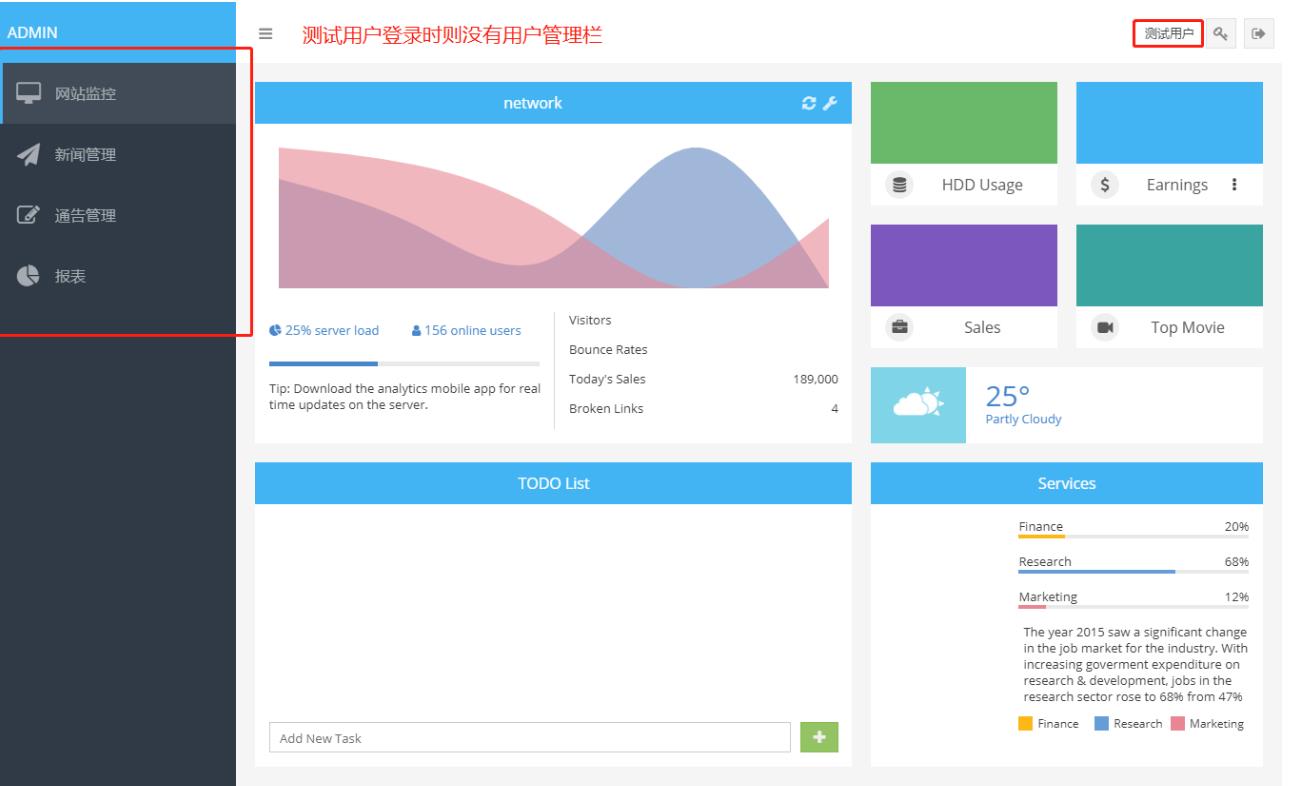 ADMIN
测试用户登录时则没有用户管理栏
测试用户
网站监控
新闻管理
通告管理
报表
network
25% server load
156 online users
Tip: Download the analytics mobile app for real
time updates on the server.
Visitors
Bounce Rates
Today's Sales 189,000
Broken Links 4
HDD Usage
$ Earnings
Sales
Top Movie
25°
Partly Cloudy
TODO List
Add New Task
Services
Finance 20%
Research 68%
Marketing 12%
The year 2015 saw a significant change
in the job market for the industry. With
increasing goverment expenditure on
research & development, jobs in the
research sector rose to 68% from 47%
Finance Research Marketing